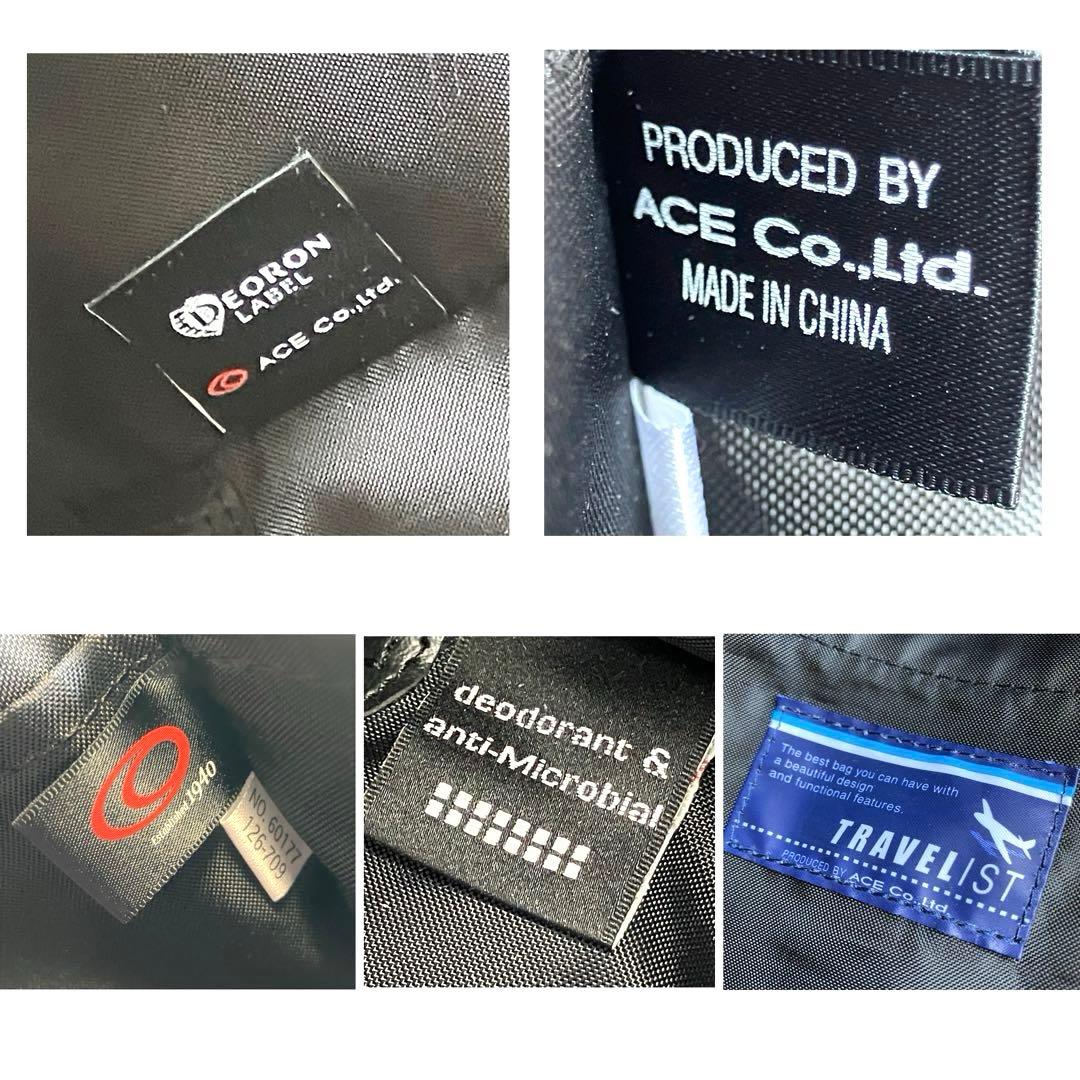 DEORON
LABEL
ACE Co.,Ltd.
PRODUCED BY
ACE Co.,Ltd.
MADE IN CHINA
1940
NO. 60177
126-709
deodorant &
anti-Microbial
The best bag you can have with
a beautiful design
and functional features.
TRAVELIST
PRODUCED BY ACE Co.,Ltd